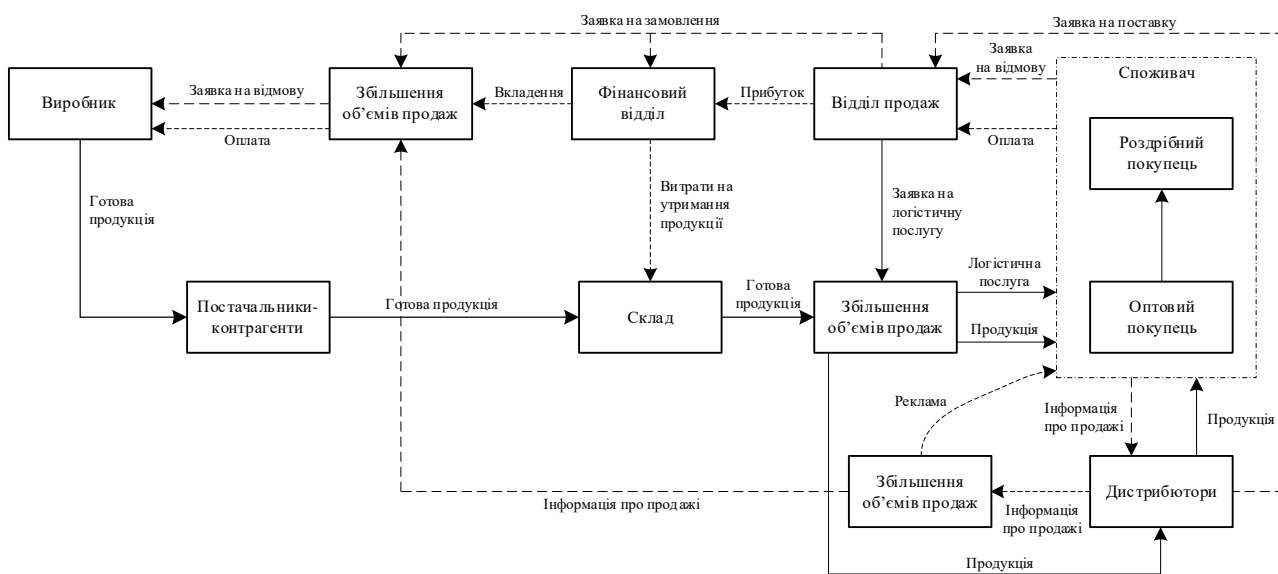 Заявка на замовлення
Заявка на поставку
Виробник
Заявка на відмову
Оплата
Збільшення
об’ємів продаж
Вкладення
Фінансовий
відділ
Прибуток
Відділ продаж
Заявка
на відмову
Оплата
Споживач
Роздрібний
покупець
Готова
продукція
Витрати на
утримання
продукції
Заявка на
логістичну
послугу
Постачальники-
контрагенти
Готова продукція
Склад
Готова
продукція
Збільшення
об’ємів продаж
Логістична
послуга
Продукція
Оптовий
покупець
Реклама
Інформація
про продажі
Продукція
Збільшення
об’ємів продаж
Дистрибютори
Інформація про продажі
Інформація
про продажі
Продукція